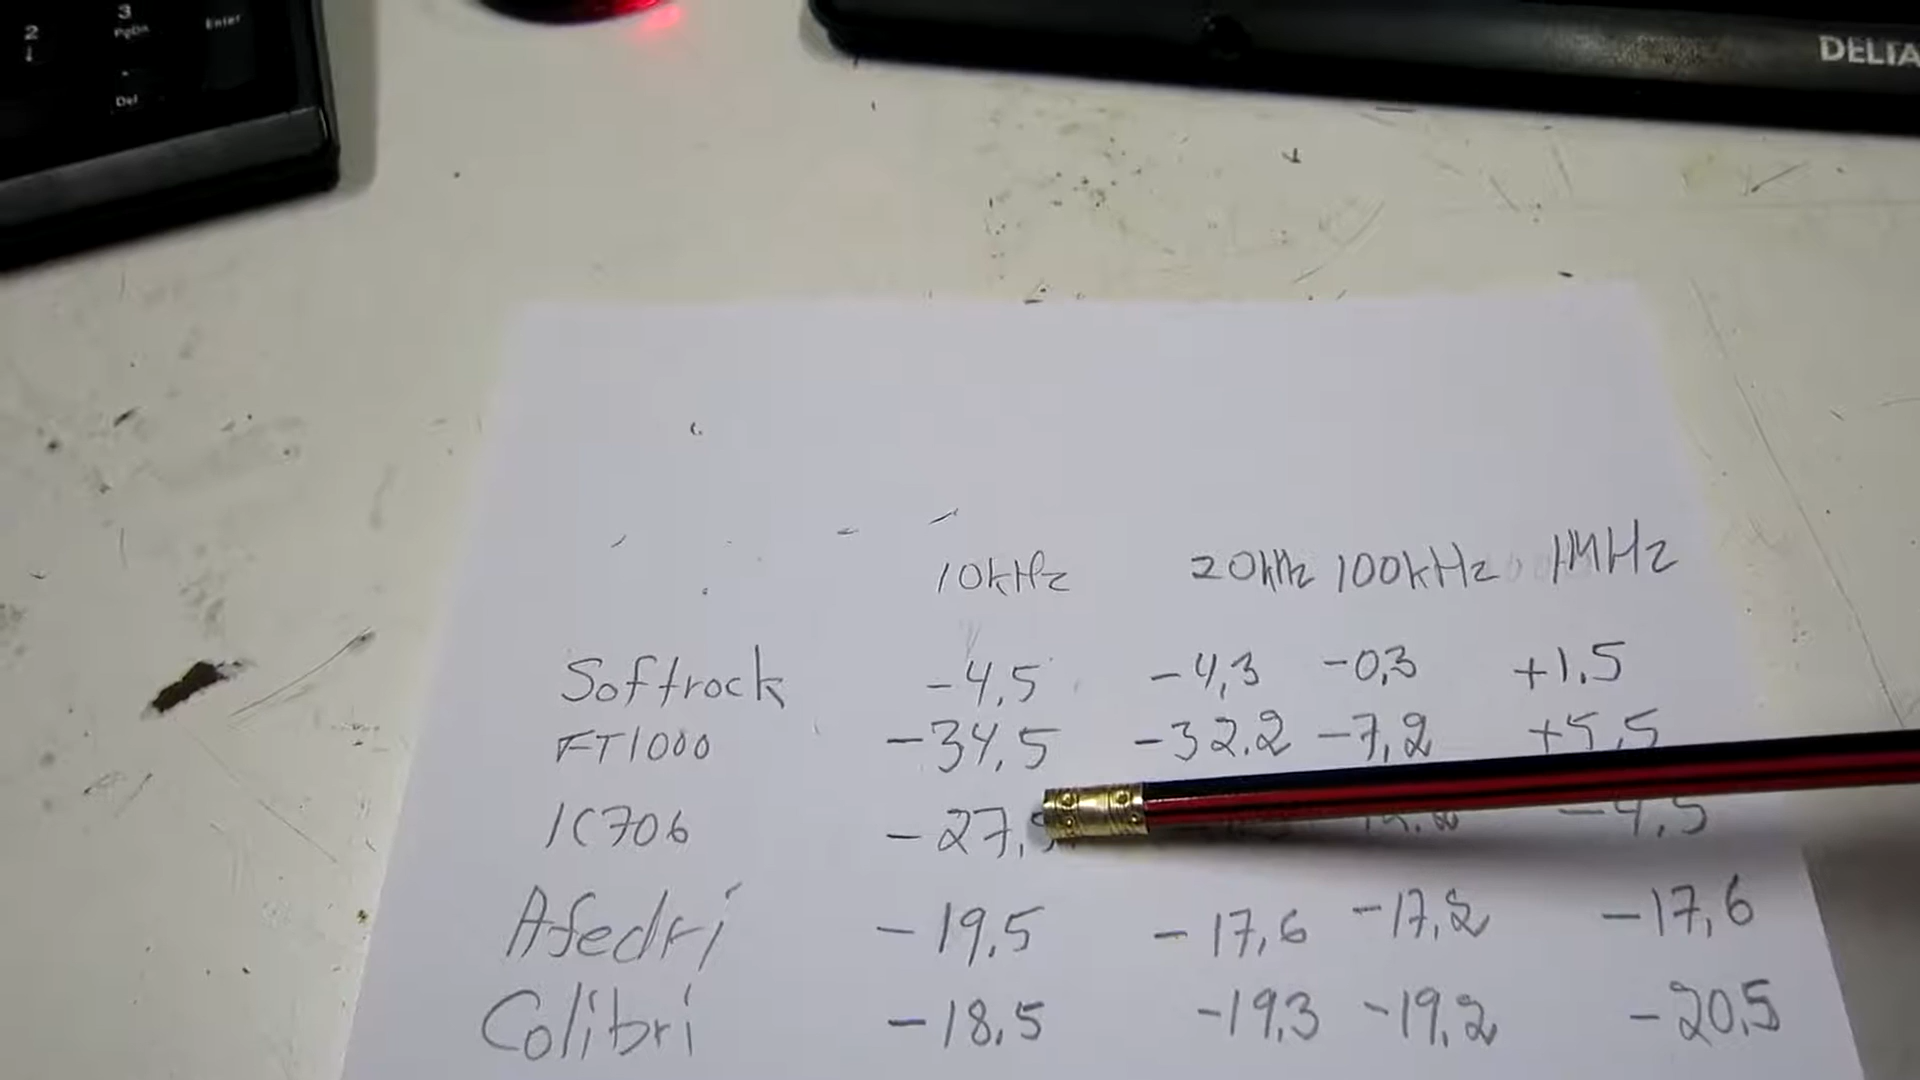 2
3
PgDn
Enter
Del
DELTA
10kHz 20kHz 100kHz 1MHz
Softrock -4,5 -4,3 -0,3 +1,5
FT1000 -34,5 -32.2 -7,2 +5,5
IC706 -4,5
Afedri -19,5 -17,6 -17,2 -17,6
Colibri -18,5 -19,3 -19,2 -20,5